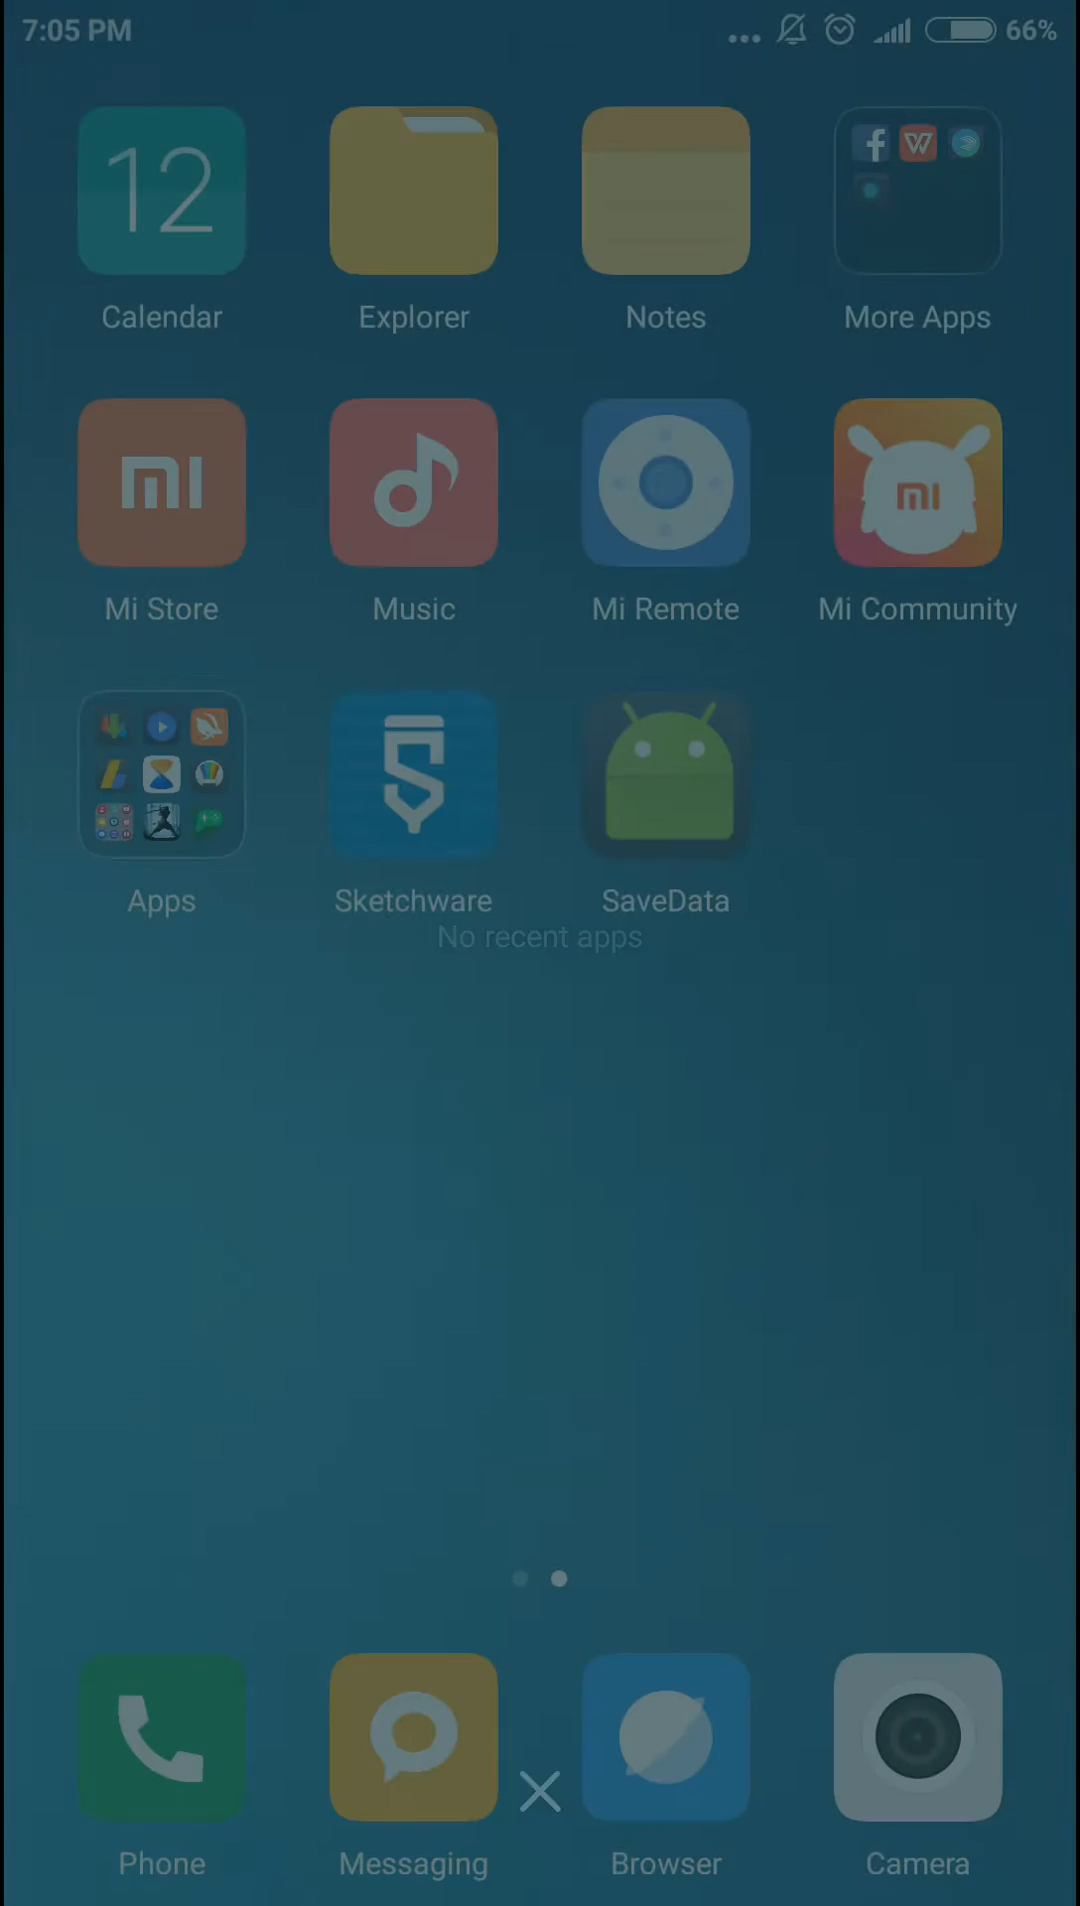 7:05 PM
66%
12
Calendar
Explorer
Notes
More Apps
Mi Store
Music
Mi Remote
Mi Community
Apps
Sketchware
SaveData
No recent apps
Phone
Messaging
Browser
Camera